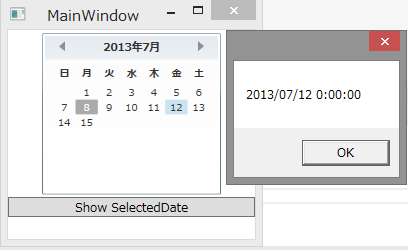 MainWindow
2013年7月
日 月 火 水 木 金 土
1 2 3 4 5 6
7 8 9 10 11 12 13
14 15
Show SelectedDate
2013/07/12 0:00:00
OK